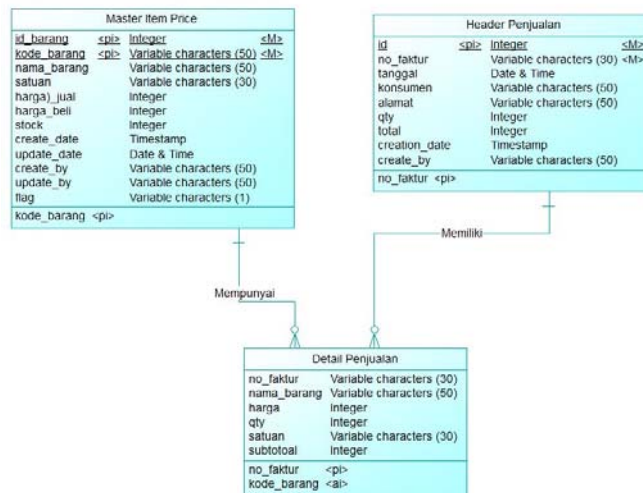 Master Item Price
id_barang <pi> Integer <M>
kode_barang <pi> Variable characters (50) <M>
nama_barang Variable characters (50)
satuan Variable characters (30)
harga)_jual Integer
harga_beli Integer
stock Integer
create_date Timestamp
update_date Date & Time
create_by Variable characters (50)
update_by Variable characters (50)
flag Variable characters (1)
kode_barang <pi>
Header Penjualan
id <pi> Integer <M>
no_faktur Variable characters (30) <M>
tanggal Date & Time
konsumen Variable characters (50)
alamat Variable characters (50)
qty Integer
total Integer
creation_date Timestamp
create_by Variable characters (50)
no_faktur <pi>
Mempunyai
Memiliki
Detail Penjualan
no_faktur Variable characters (30)
nama_barang Variable characters (50)
harga Integer
qty Integer
satuan Variable characters (30)
subtotoal Integer
no_faktur <pi>
kode_barang <ai>